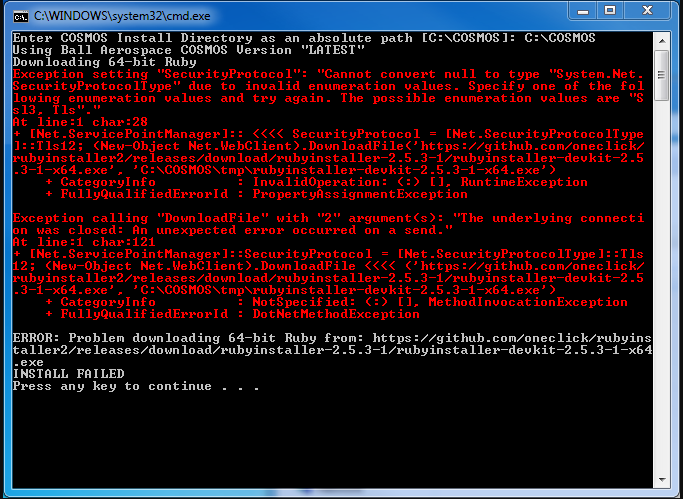 C:\WINDOWS\system32\cmd.exe
Enter COSMOS Install Directory as an absolute path [C:\COSMOS]: C:\COSMOS
Using Ball Aerospace COSMOS Version "LATEST"
Downloading 64-bit Ruby
Exception setting "SecurityProtocol": "Cannot convert null to type "System.Net.
SecurityProtocolType" due to invalid enumeration values. Specify one of the fol
lowing enumeration values and try again. The possible enumeration values are "S
sl3, Tls"."
At line:1 char:28
+ [Net.ServicePointManager]:: <<<< SecurityProtocol = [Net.SecurityProtocolType
]::Tls12; (New-Object Net.WebClient).DownloadFile('https://github.com/oneclick/
rubyinstaller2/releases/download/rubyinstaller-2.5.3-1/rubyinstaller-devkit-2.5
.3-1-x64.exe', 'C:\COSMOS\tmp\rubyinstaller-devkit-2.5.3-1-x64.exe')
    + CategoryInfo          : InvalidOperation: (:) [], RuntimeException
    + FullyQualifiedErrorId : PropertyAssignmentException
Exception calling "DownloadFile" with "2" argument(s): "The underlying connecti
on was closed: An unexpected error occurred on a send."
At line:1 char:121
+ [Net.ServicePointManager]::SecurityProtocol = [Net.SecurityProtocolType]::Tls
12; (New-Object Net.WebClient).DownloadFile <<<< ('https://github.com/oneclick/
rubyinstaller2/releases/download/rubyinstaller-2.5.3-1/rubyinstaller-devkit-2.5
.3-1-x64.exe', 'C:\COSMOS\tmp\rubyinstaller-devkit-2.5.3-1-x64.exe')
    + CategoryInfo          : NotSpecified: (:) [], MethodInvocationException
    + FullyQualifiedErrorId : DotNetMethodException
ERROR: Problem downloading 64-bit Ruby from: https://github.com/oneclick/rubyins
taller2/releases/download/rubyinstaller-2.5.3-1/rubyinstaller-devkit-2.5.3-1-x64
.exe
INSTALL FAILED
Press any key to continue . . .